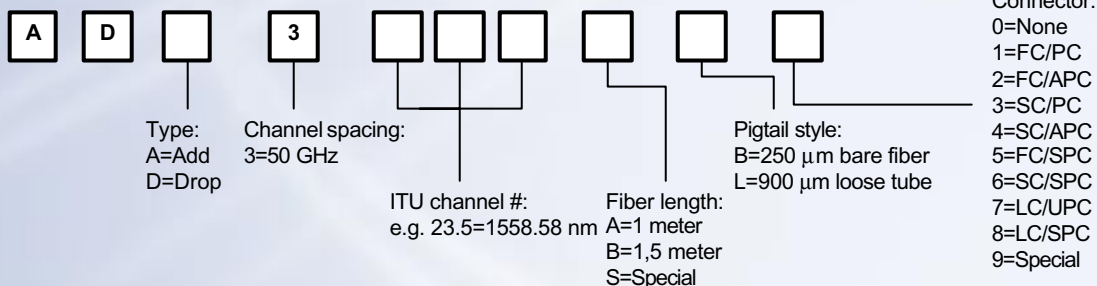 A D 3
Type:
A=Add
D=Drop
Channel spacing:
3=50 GHz
ITU channel #:
e.g. 23.5=1558.58 nm
Fiber length:
A=1 meter
B=1,5 meter
S=Special
Pigtail style:
B=250 μm bare fiber
L=900 μm loose tube
Connector:
0=None
1=FC/PC
2=FC/APC
3=SC/PC
4=SC/APC
5=FC/SPC
6=SC/SPC
7=LC/UPC
8=LC/SPC
9=Special